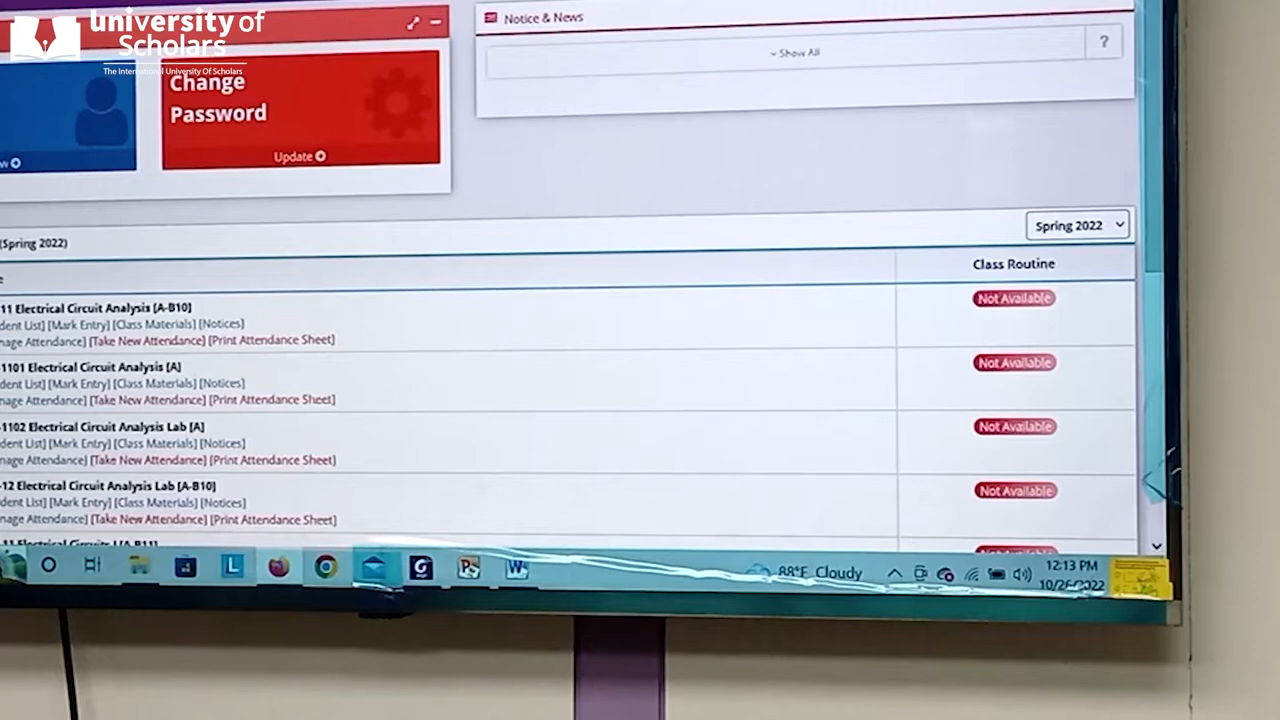 university of
Scholars
The International University Of Scholars
Notice & News
Show All
?
Change
Password
Update
(Spring 2022)
Spring 2022
Class Routine
11 Electrical Circuit Analysis [A-B10]
dent List] [Mark Entry] [Class Materials] [Notices]
nage Attendance] [Take New Attendance] [Print Attendance Sheet]
Not Available
1101 Electrical Circuit Analysis [A]
dent List] [Mark Entry] [Class Materials] [Notices]
nage Attendance] [Take New Attendance] [Print Attendance Sheet]
Not Available
-1102 Electrical Circuit Analysis Lab [A]
dent List] [Mark Entry] [Class Materials] [Notices]
nage Attendance] [Take New Attendance] [Print Attendance Sheet]
Not Available
-12 Electrical Circuit Analysis Lab [A-B10]
dent List] [Mark Entry] [Class Materials] [Notices]
nage Attendance] [Take New Attendance] [Print Attendance Sheet]
Not Available
Not Available
L
W
88°F Cloudy
12:13 PM
10/26/2022